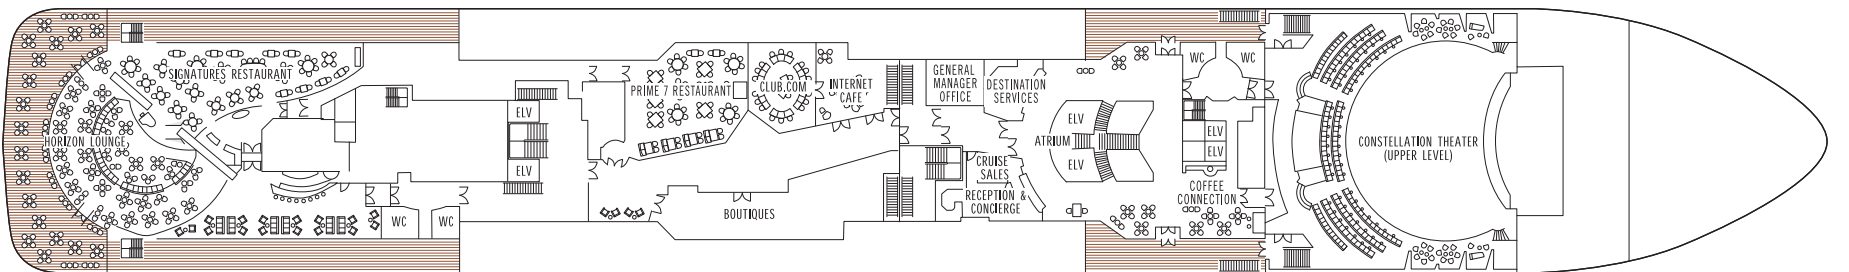 SIGNATURES RESTAURANT
HORIZON LOUNGE
WC
WC
ELV
ELV
PRIME 7 RESTAURANT
CLUB.COM
INTERNET
CAFE
BOUTIQUES
GENERAL
MANAGER
OFFICE
DESTINATION
SERVICES
CRUISE
SALES
RECEPTION &
CONCIERGE
ATRIUM
ELV
ELV
WC
WC
ELV
ELV
COFFEE
CONNECTION
CONSTELLATION THEATER
(UPPER LEVEL)